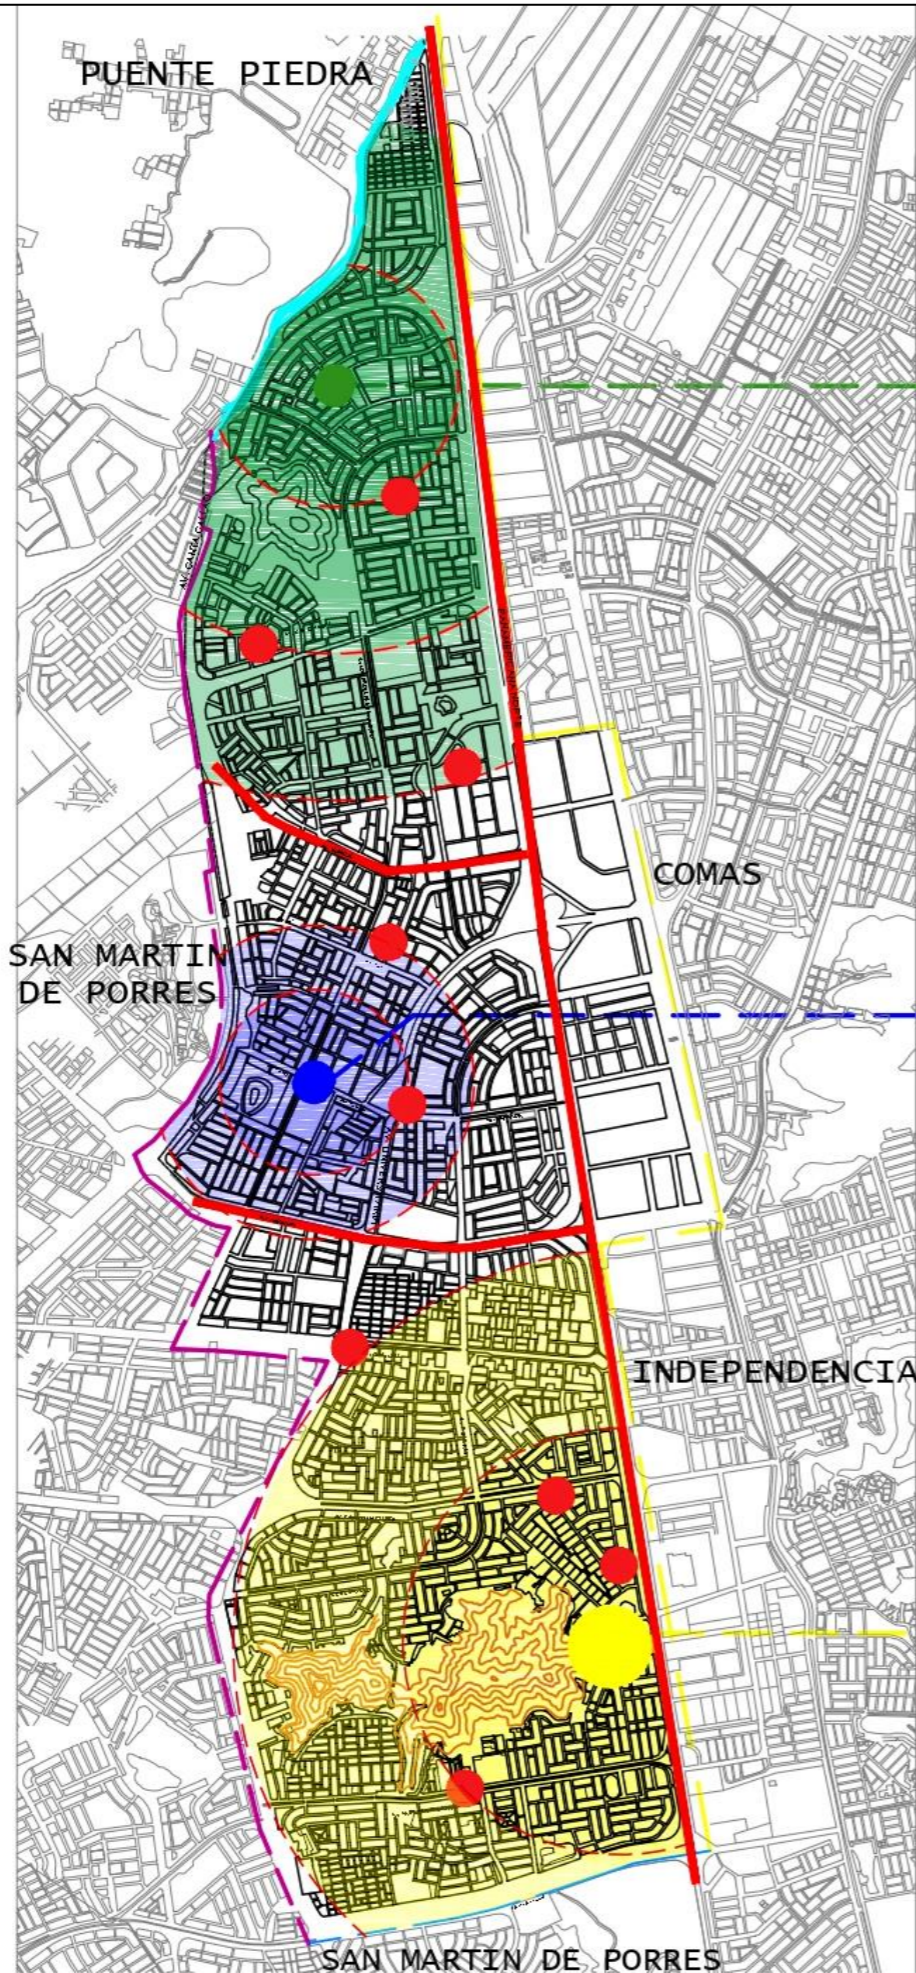 PUENTE PIEDRA
COMAS
SAN MARTIN
DE PORRES
INDEPENDENCIA
SAN MARTIN DE PORRES